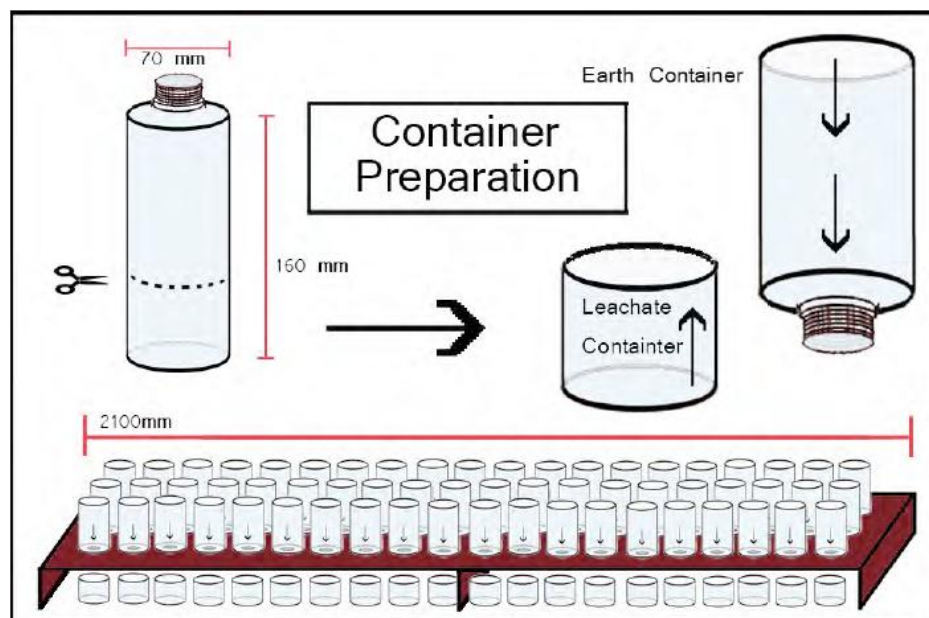 70 mm
Earth Container
Container
Preparation
160 mm
Leachate
Containter
2100mm